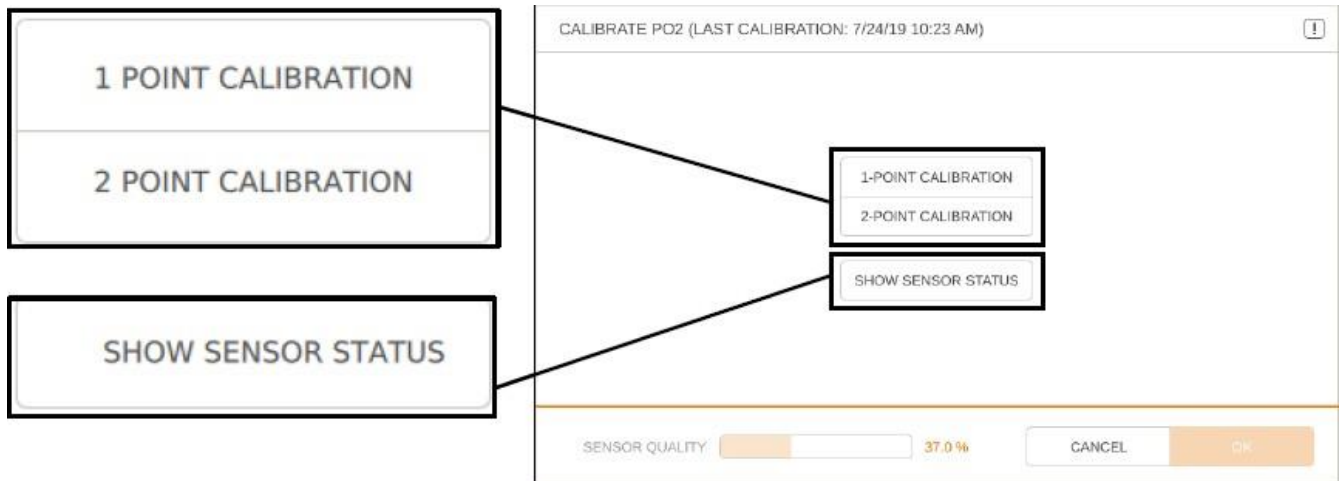 1 POINT CALIBRATION
2 POINT CALIBRATION
SHOW SENSOR STATUS
CALIBRATE PO2 (LAST CALIBRATION: 7/24/19 10:23 AM)
!
1-POINT CALIBRATION
2-POINT CALIBRATION
SHOW SENSOR STATUS
SENSOR QUALITY 37.0 % CANCEL OK